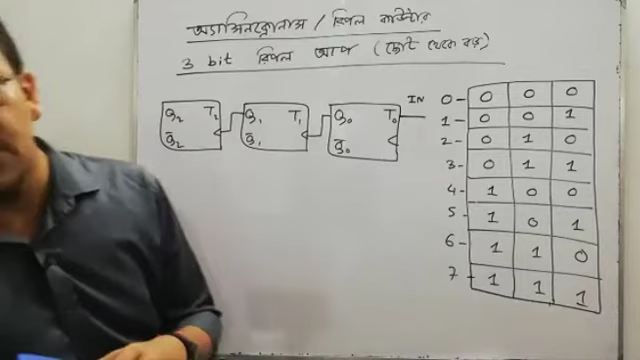 অ্যাসিনক্রোনাস / রিপল কাউন্টার
3 bit রিপল আপ (ছোট থেকে বড়)
Q₂ T₂ Q₁ T₁ Q₀ T₀ IN
Q̄₂ Q̄₁ Q̄₀
0- 0 0 0
1- 0 0 1
2- 0 1 0
3- 0 1 1
4- 1 0 0
5- 1 0 1
6- 1 1 0
7- 1 1 1